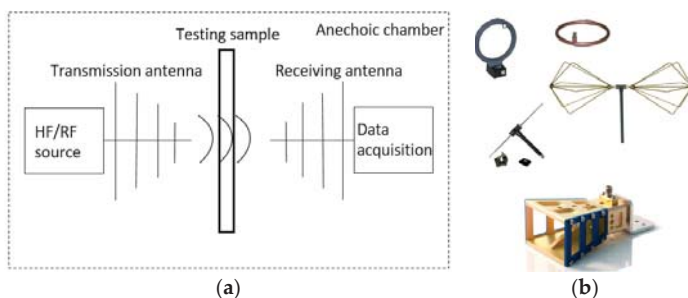 Testing sample
Anechoic chamber
Transmission antenna
Receiving antenna
HF/RF
source
Data
acquisition
(a)
(b)